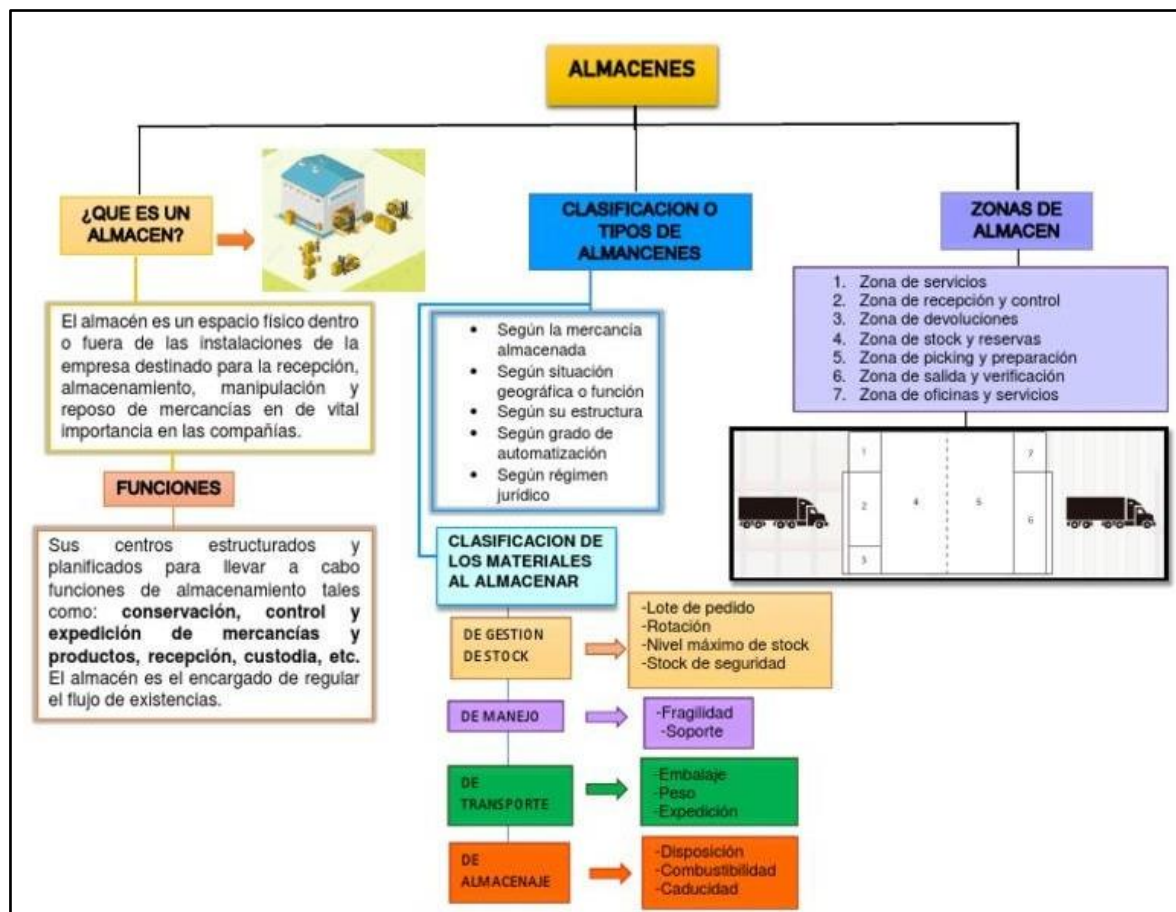 ALMACENES
¿QUE ES UN
ALMACEN?
El almacén es un espacio físico dentro
o fuera de las instalaciones de la
empresa destinado para la recepción,
almacenamiento, manipulación y
reposo de mercancías en de vital
importancia en las compañías.
FUNCIONES
Sus centros estructurados y
planificados para llevar a cabo
funciones de almacenamiento tales
como: conservación, control y
expedición de mercancías y
productos, recepción, custodia, etc.
El almacén es el encargado de regular
el flujo de existencias.
CLASIFICACION O
TIPOS DE
ALMANCENES
• Según la mercancía
almacenada
• Según situación
geográfica o función
• Según su estructura
• Según grado de
automatización
• Según régimen
jurídico
CLASIFICACION DE
LOS MATERIALES
AL ALMACENAR
DE GESTION
DE STOCK
-Lote de pedido
-Rotación
-Nivel máximo de stock
-Stock de seguridad
DE MANEJO
-Fragilidad
-Soporte
DE
TRANSPORTE
-Embalaje
-Peso
-Expedición
DE
ALMACENAJE
-Disposición
-Combustibilidad
-Caducidad
ZONAS DE
ALMACEN
1. Zona de servicios
2. Zona de recepción y control
3. Zona de devoluciones
4. Zona de stock y reservas
5. Zona de picking y preparación
6. Zona de salida y verificación
7. Zona de oficinas y servicios
1
7
2
4
5
6
3